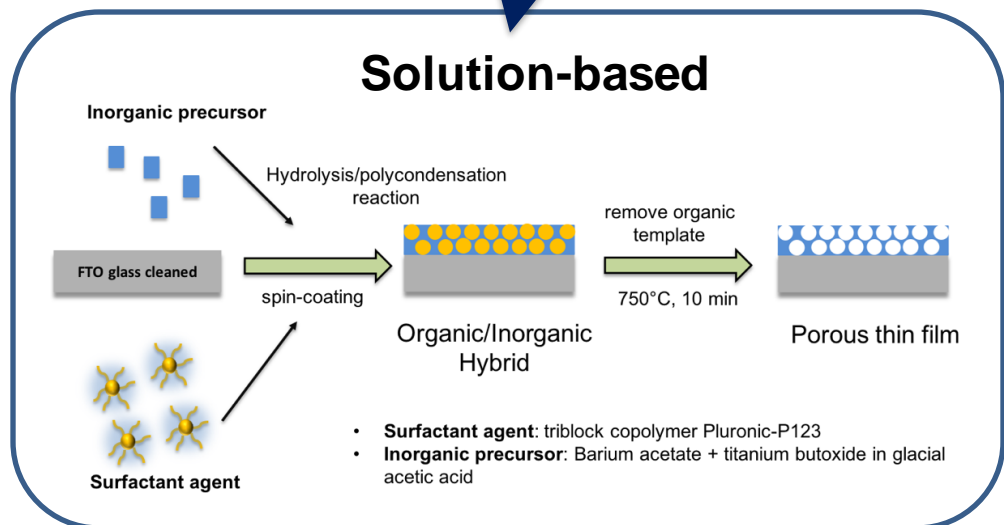 Solution-based
Inorganic precursor
Hydrolysis/polycondensation
reaction
FTO glass cleaned
spin-coating
Organic/Inorganic
Hybrid
remove organic
template
750°C, 10 min
Porous thin film
Surfactant agent
• Surfactant agent: triblock copolymer Pluronic-P123
• Inorganic precursor: Barium acetate + titanium butoxide in glacial
acetic acid